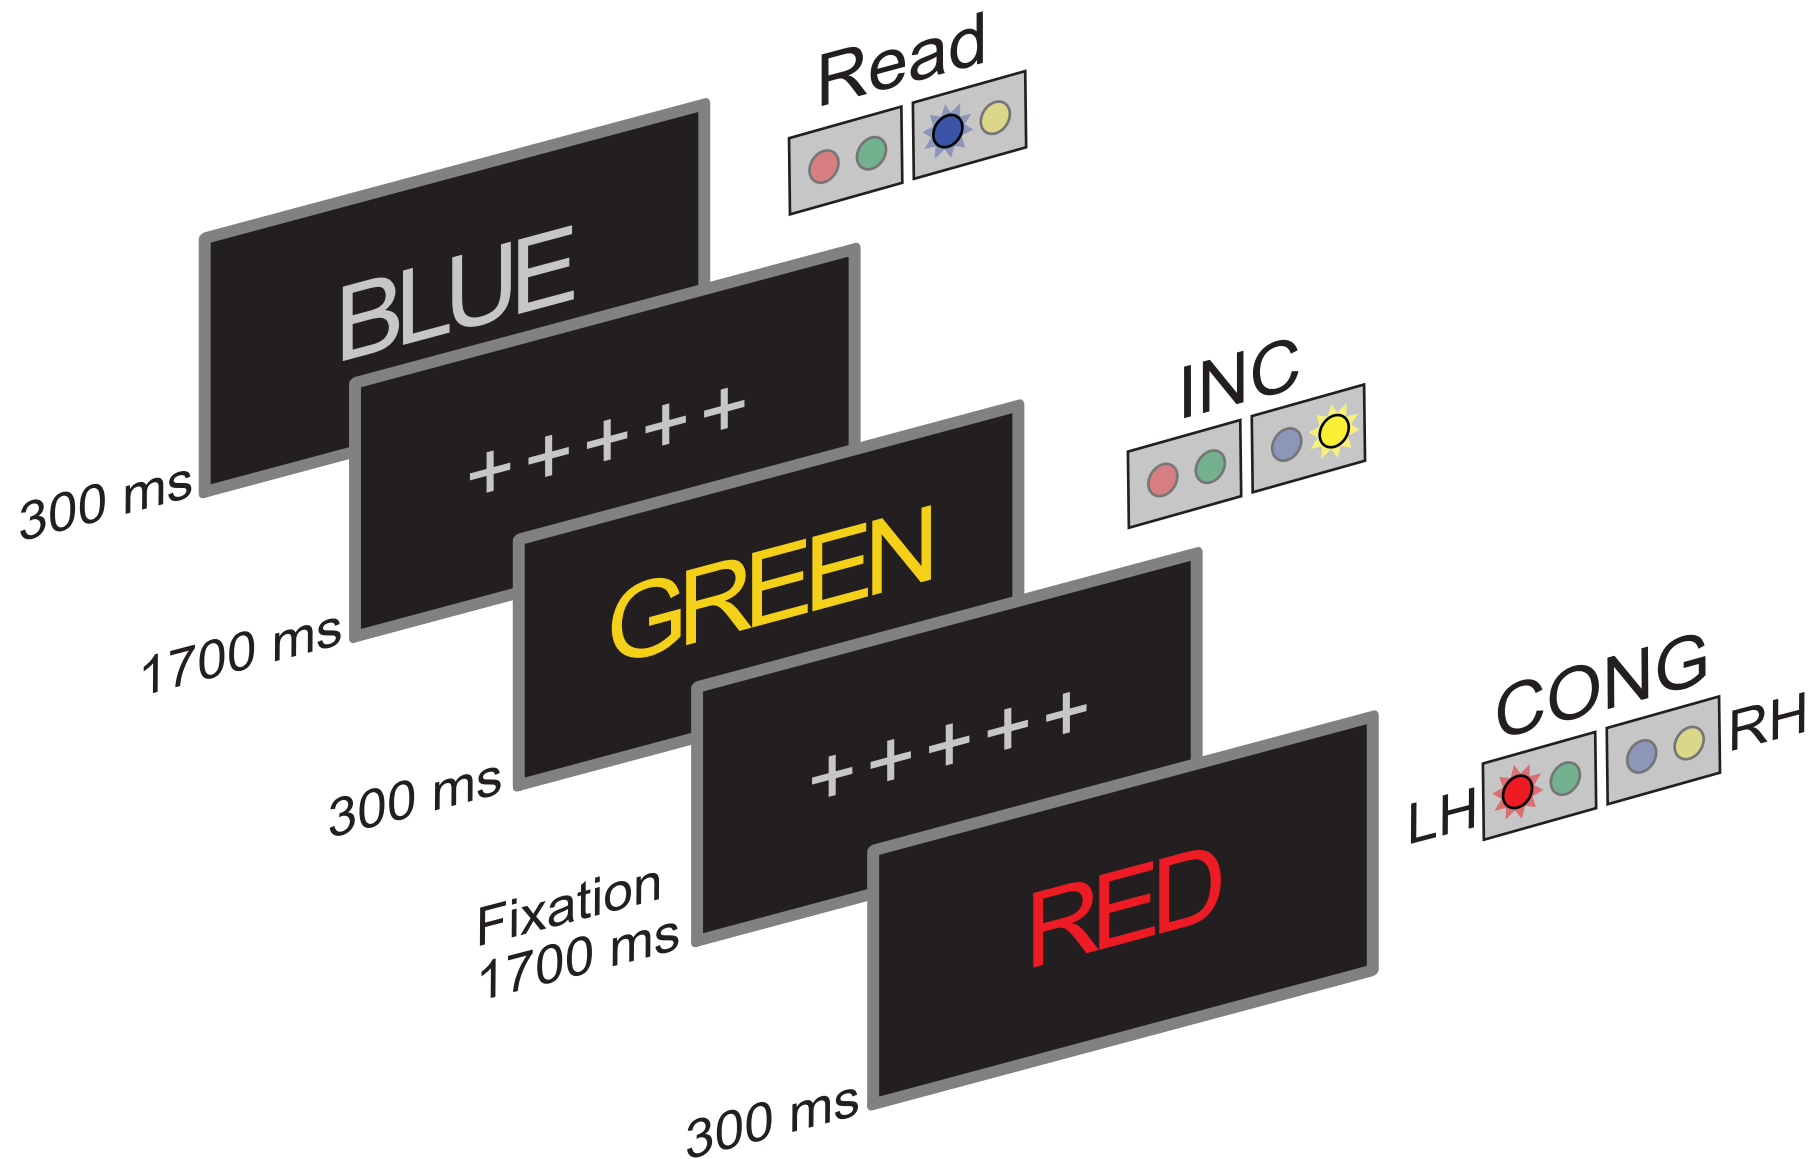 Read
BLUE
300 ms
+++++
1700 ms
INC
GREEN
300 ms
+++++
Fixation
1700 ms
CONG
LH
RH
RED
300 ms